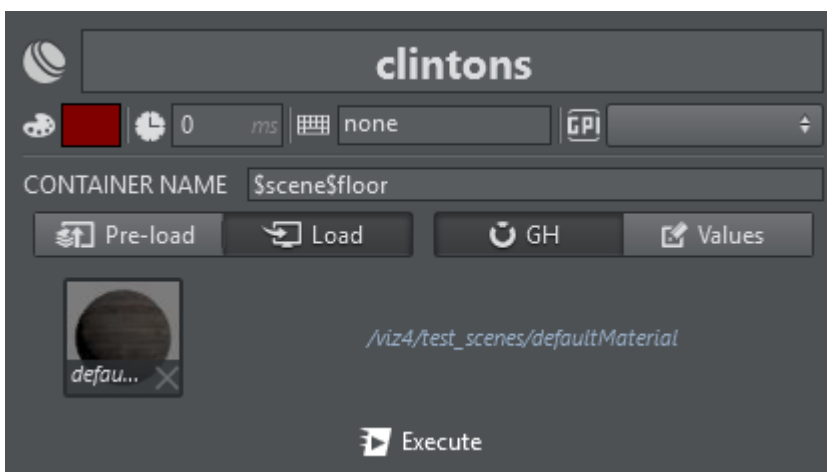 clintons
0 ms none GPI
CONTAINER NAME $scene$floor
Pre-load Load GH Values
/viz4/test_scenes/defaultMaterial
defau...
Execute